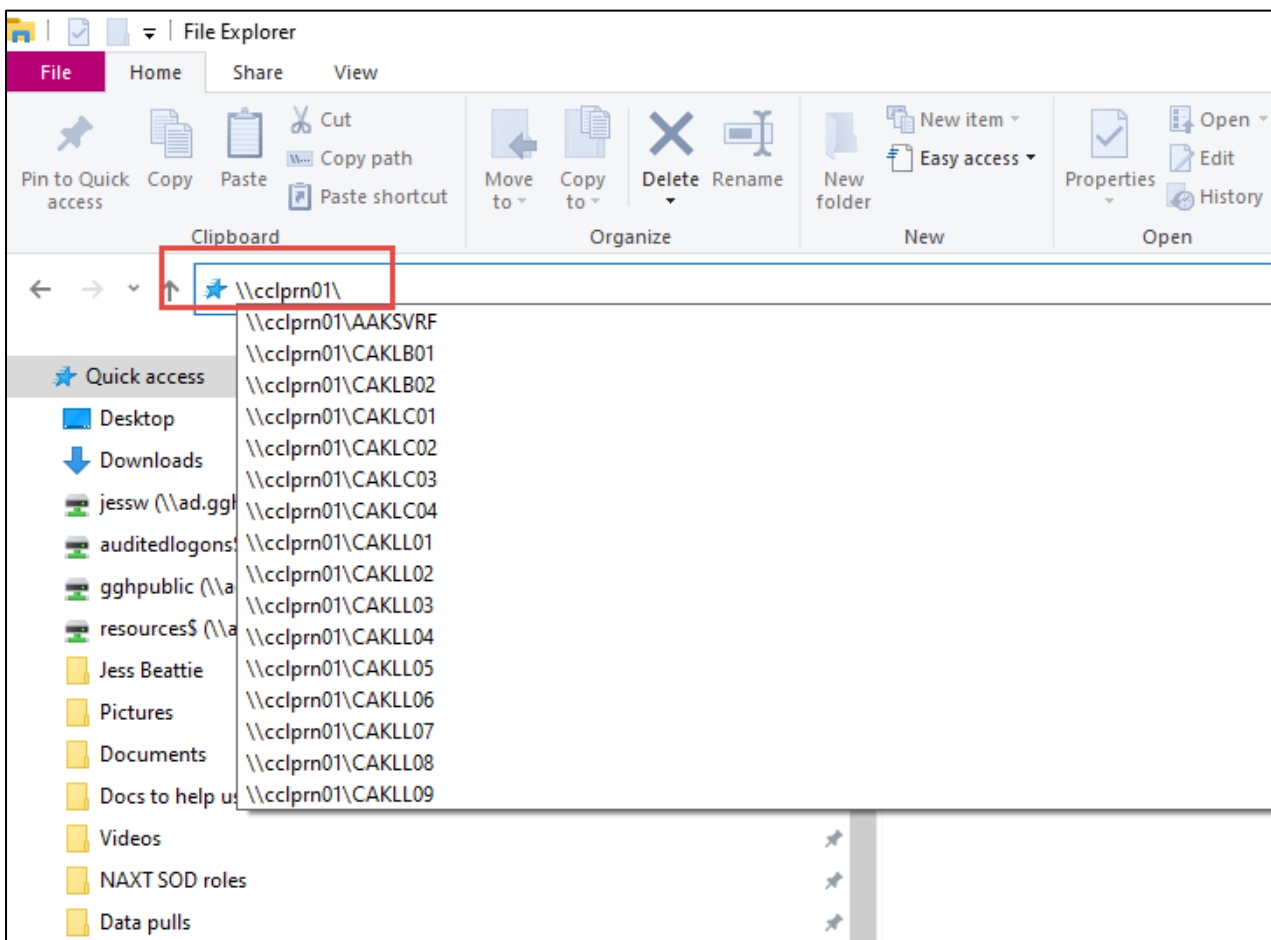 File Explorer
File Home Share View
Pin to Quick access
Copy
Paste
Cut
Copy path
Paste shortcut
Clipboard
Move to
Copy to
Delete
Rename
Organize
New folder
New item
Easy access
New
Properties
Open
Edit
History
Open
\\cclprn01\
\\cclprn01\AAKSVRF
\\cclprn01\CAKLB01
\\cclprn01\CAKLB02
\\cclprn01\CAKLC01
\\cclprn01\CAKLC02
\\cclprn01\CAKLC03
\\cclprn01\CAKLC04
\\cclprn01\CAKLL01
\\cclprn01\CAKLL02
\\cclprn01\CAKLL03
\\cclprn01\CAKLL04
\\cclprn01\CAKLL05
\\cclprn01\CAKLL06
\\cclprn01\CAKLL07
\\cclprn01\CAKLL08
\\cclprn01\CAKLL09
Quick access
Desktop
Downloads
jessw (\\ad.ggh
auditedlogons$
gghpublic (\\a
resources$ (\\a
Jess Beattie
Pictures
Documents
Docs to help us
Videos
NAXT SOD roles
Data pulls